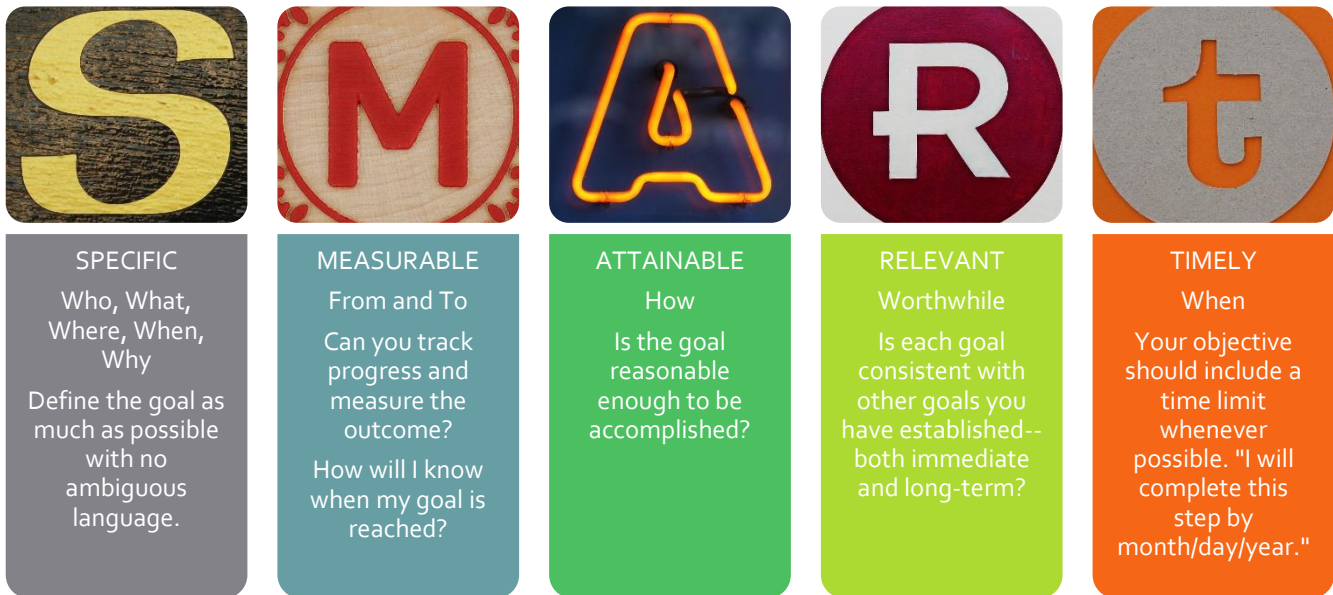 S
M
A
R
t
SPECIFIC
Who, What,
Where, When,
Why
Define the goal as
much as possible
with no
ambiguous
language.
MEASURABLE
From and To
Can you track
progress and
measure the
outcome?
How will I know
when my goal is
reached?
ATTAINABLE
How
Is the goal
reasonable
enough to be
accomplished?
RELEVANT
Worthwhile
Is each goal
consistent with
other goals you
have established--
both immediate
and long-term?
TIMELY
When
Your objective
should include a
time limit
whenever
possible. "I will
complete this
step by
month/day/year."